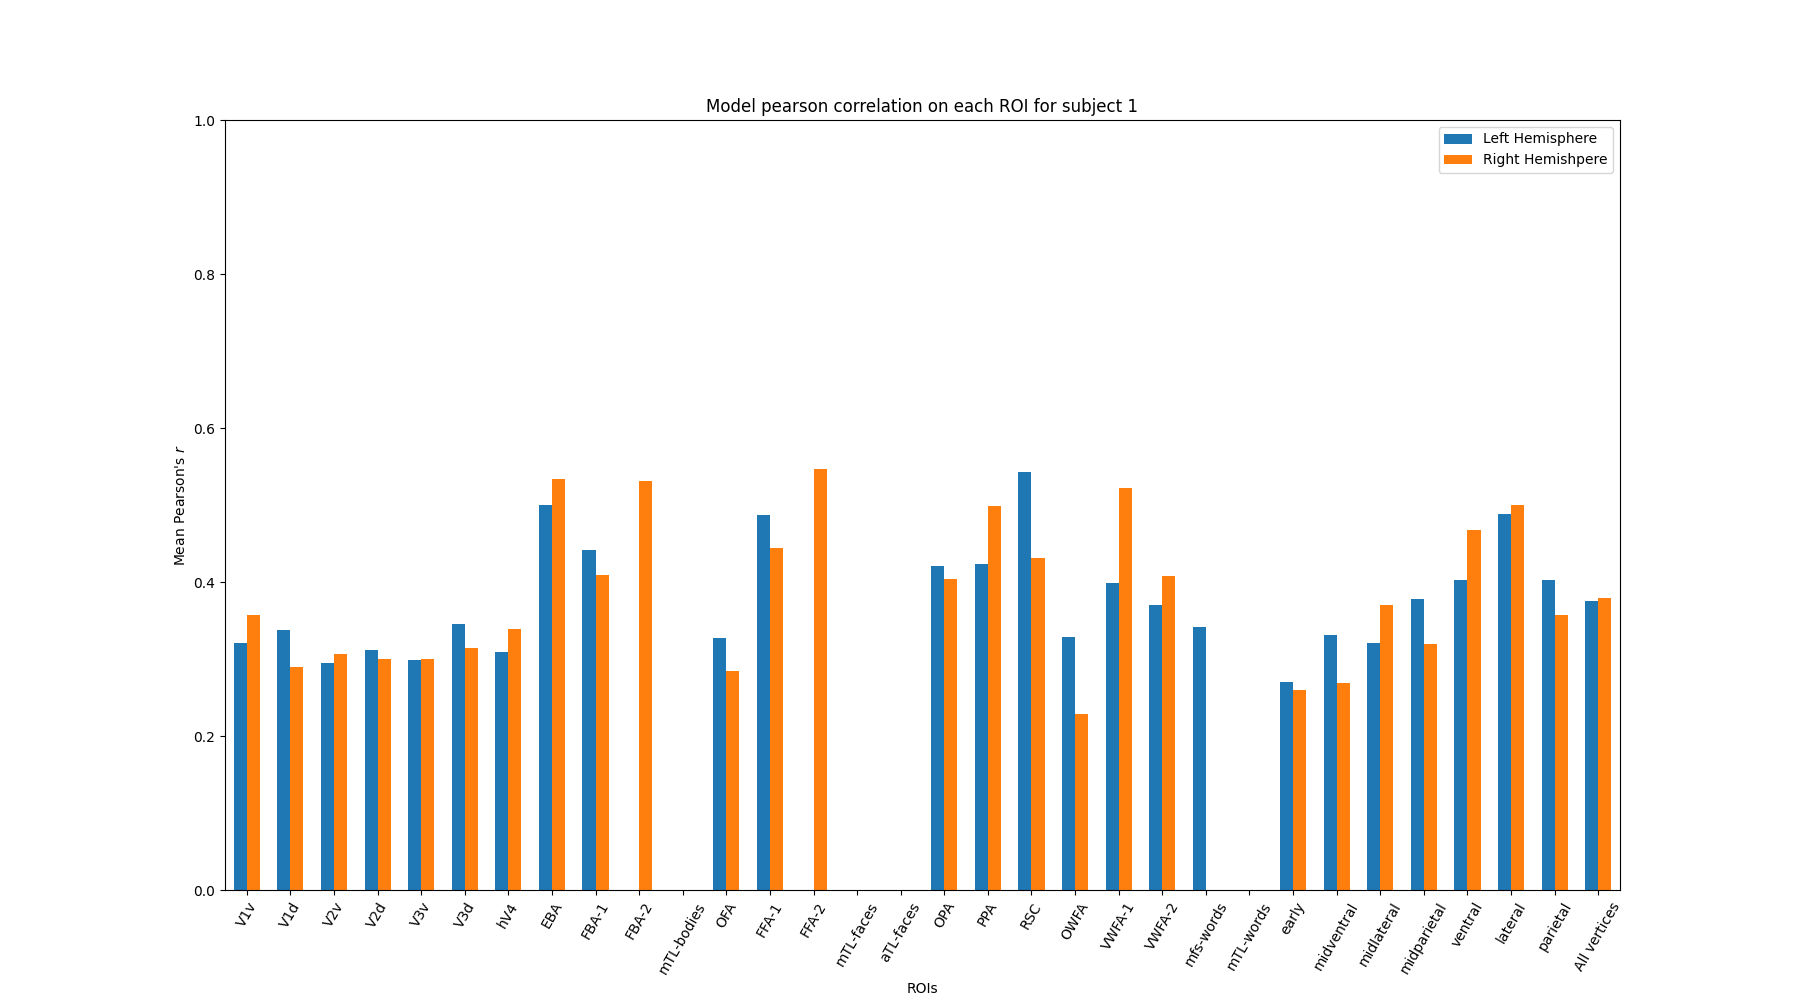 Model pearson correlation on each ROI for subject 1
1.0
0.8
0.6
0.4
0.2
0.0
Mean Pearson's r
Left Hemisphere
Right Hemishpere
V1v
V1d
V2v
V2d
V3v
V3d
hV4
EBA
FBA-1
FBA-2
mTL-bodies
OFA
FFA-1
FFA-2
mTL-faces
aTL-faces
OPA
PPA
RSC
OWFA
VWFA-1
VWFA-2
mfs-words
mTL-words
early
midventral
midlateral
midparietal
ventral
lateral
parietal
All vertices
ROIs